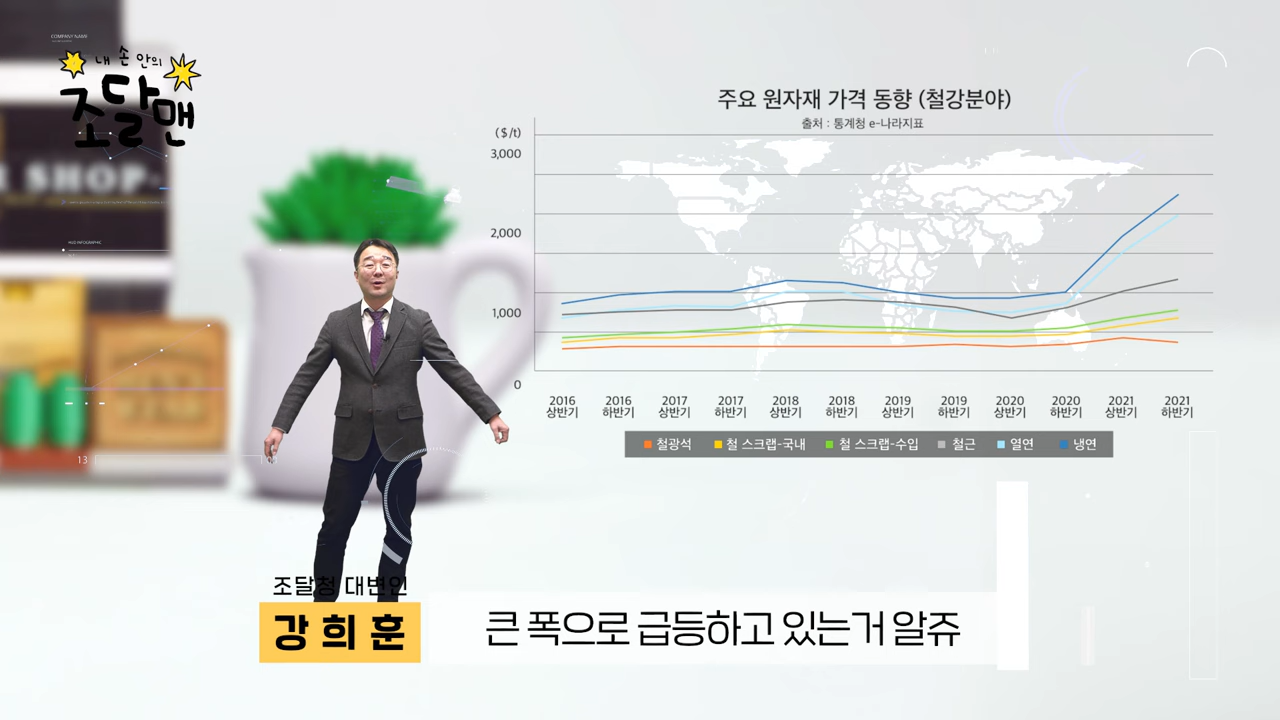 COMPANY NAME
내 손 안의
조달맨
SHOP-
HUD INFOGRAPHIC
13
주요 원자재 가격 동향 (철강분야)
출처 : 통계청 e-나라지표
($/t)
3,000
2,000
1,000
0
2016 상반기
2016 하반기
2017 상반기
2017 하반기
2018 상반기
2018 하반기
2019 상반기
2019 하반기
2020 상반기
2020 하반기
2021 상반기
2021 하반기
철광석 철 스크랩-국내 철 스크랩-수입 철근 열연 냉연
조달청 대변인
강희훈
큰 폭으로 급등하고 있는거 알쥬